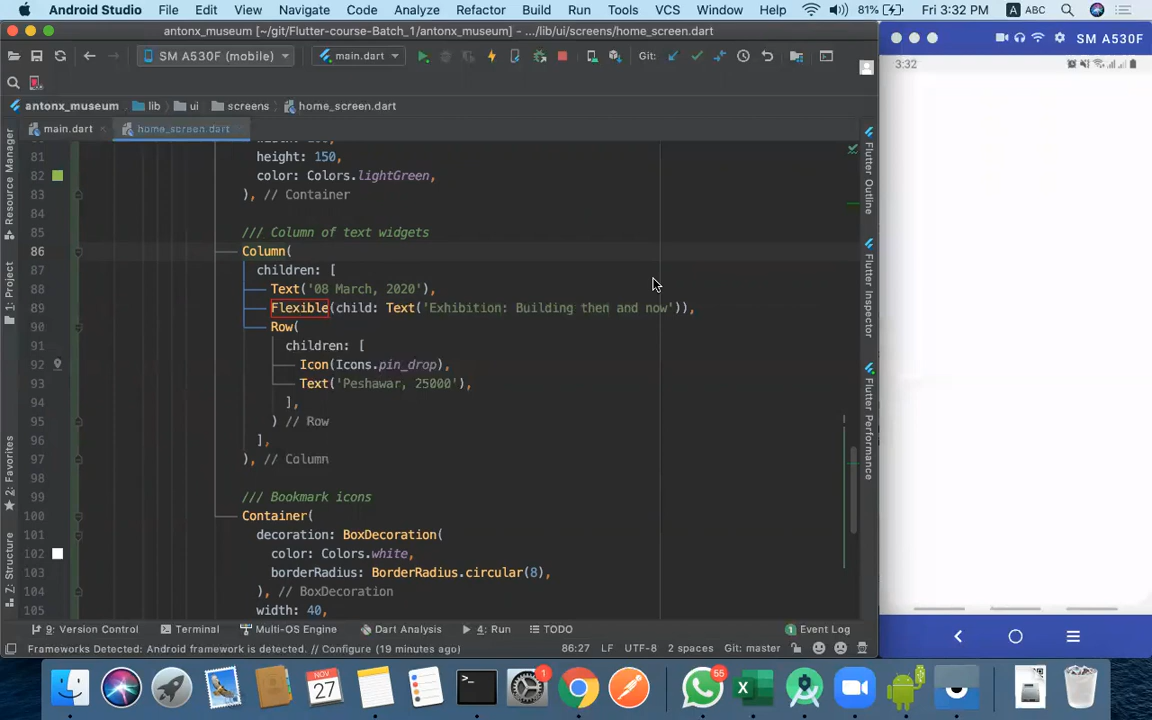 Android Studio File Edit View Navigate Code Analyze Refactor Build Run Tools VCS Window Help 81% Fri 3:32 PM A ABC
antonx_museum [~/git/Flutter-course-Batch_1/antonx_museum] - .../lib/ui/screens/home_screen.dart
SM A530F
SM A530F (mobile) main.dart Git:
3:32
antonx_museum lib ui screens home_screen.dart
main.dart home_screen.dart
Resource Manager
1: Project
2: Favorites
Z: Structure
81 height: 150,
82 color: Colors.lightGreen,
83 ), // Container
84
85 /// Column of text widgets
86 Column(
87 children: [
88 Text('08 March, 2020'),
89 Flexible(child: Text('Exhibition: Building then and now')),
90 Row(
91 children: [
92 Icon(Icons.pin_drop),
93 Text('Peshawar, 25000'),
94 ],
95 ) // Row
96 ],
97 ), // Column
98
99 /// Bookmark icons
100 Container(
101 decoration: BoxDecoration(
102 color: Colors.white,
103 borderRadius: BorderRadius.circular(8),
104 ), // BoxDecoration
105 width: 40,
Flutter Outline
Flutter Inspector
Flutter Performance
9: Version Control Terminal Multi-OS Engine Dart Analysis 4: Run TODO 1 Event Log
Frameworks Detected: Android framework is detected. // Configure (19 minutes ago) 86:27 LF UTF-8 2 spaces Git: master
NOV
27
1
55